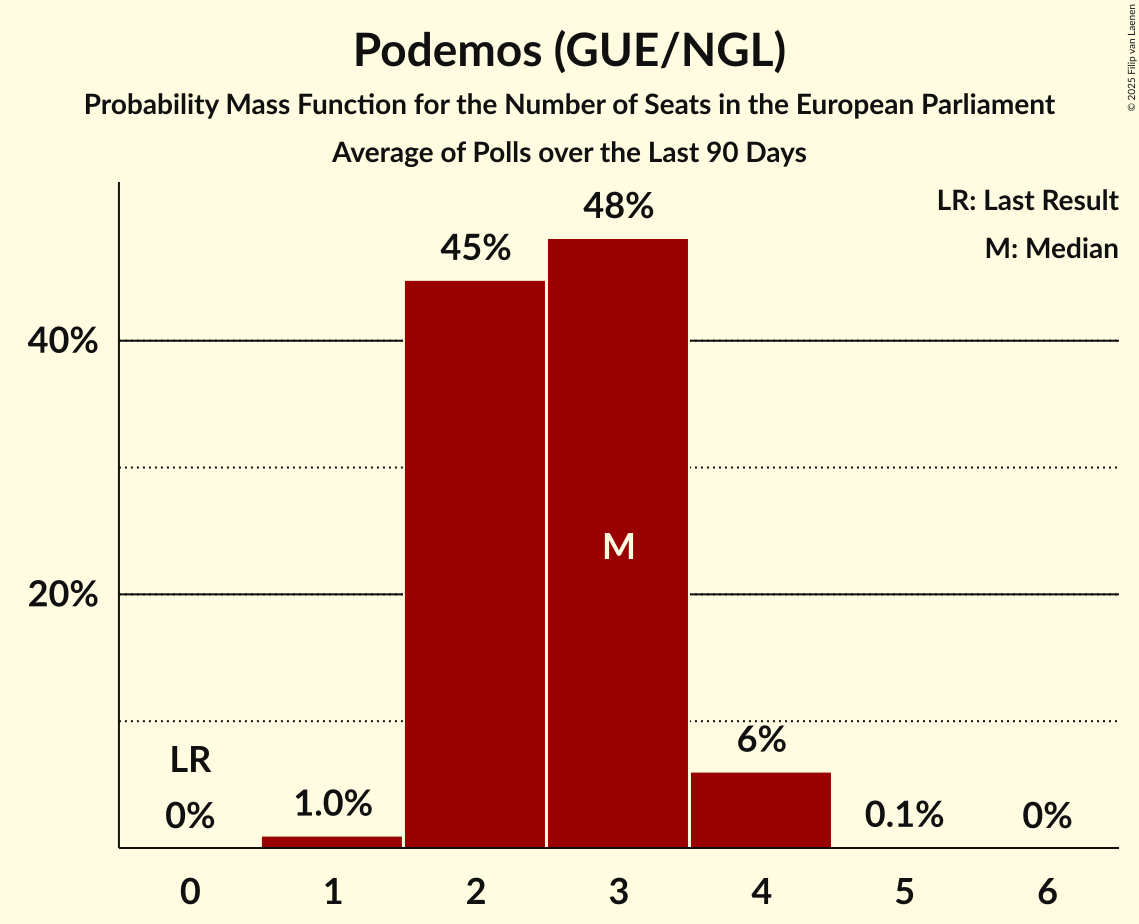 Podemos (GUE/NGL)
Probability Mass Function for the Number of Seats in the European Parliament
Average of Polls over the Last 90 Days
© 2025 Filip van Laenen
LR: Last Result
M: Median
48%
45%
40%
M
20%
6%
LR
0%
1.0%
0.1%
0%
0 1 2 3 4 5 6